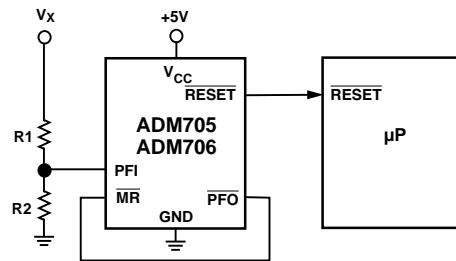 VX
+5V
VCC
RESET
RESET
R1
ADM705
ADM706
µP
PFI
MR
PFO
R2
GND